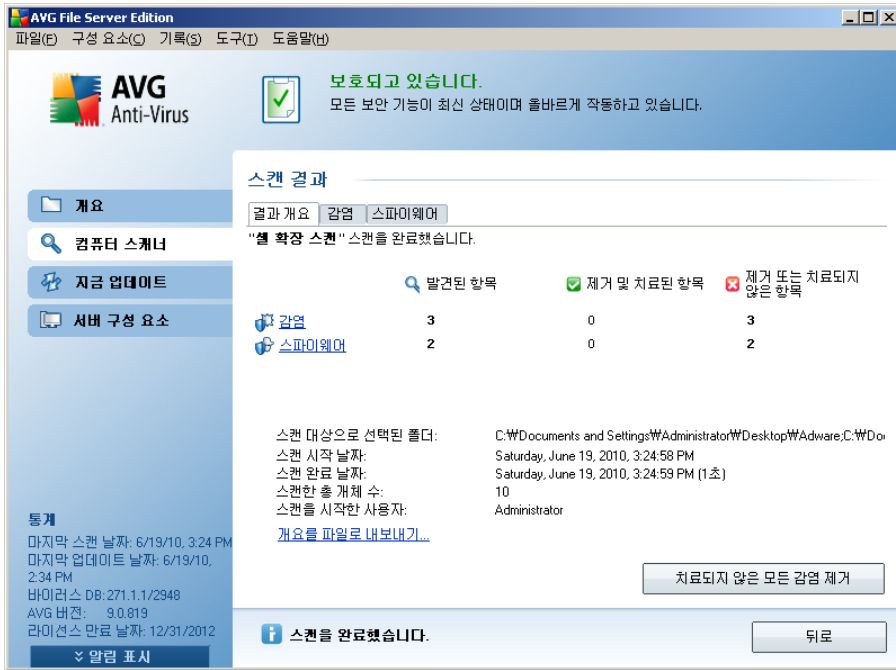 AVG File Server Edition
파일(F) 구성 요소(C) 기록(S) 도구(T) 도움말(H)
AVG
Anti-Virus
보호되고 있습니다.
모든 보안 기능이 최신 상태이며 올바르게 작동하고 있습니다.
개요
컴퓨터 스캐너
지금 업데이트
서버 구성 요소
스캔 결과
결과 개요 감염 스파이웨어
"셸 확장 스캔" 스캔을 완료했습니다.
발견된 항목 제거 및 치료된 항목 제거 또는 치료되지
않은 항목
감염 3 0 3
스파이웨어 2 0 2
스캔 대상으로 선택된 폴더: C:₩Documents and Settings₩Administrator₩Desktop₩Adware;C:₩Do
스캔 시작 날짜: Saturday, June 19, 2010, 3:24:58 PM
스캔 완료 날짜: Saturday, June 19, 2010, 3:24:59 PM (1초)
스캔한 총 개체 수: 10
스캔을 시작한 사용자: Administrator
개요를 파일로 내보내기...
치료되지 않은 모든 감염 제거
통계
마지막 스캔 날짜: 6/19/10, 3:24 PM
마지막 업데이트 날짜: 6/19/10,
2:34 PM
바이러스 DB: 271.1.1/2948
AVG 버전: 9.0.819
라이선스 만료 날짜: 12/31/2012
알림 표시
스캔을 완료했습니다.
뒤로